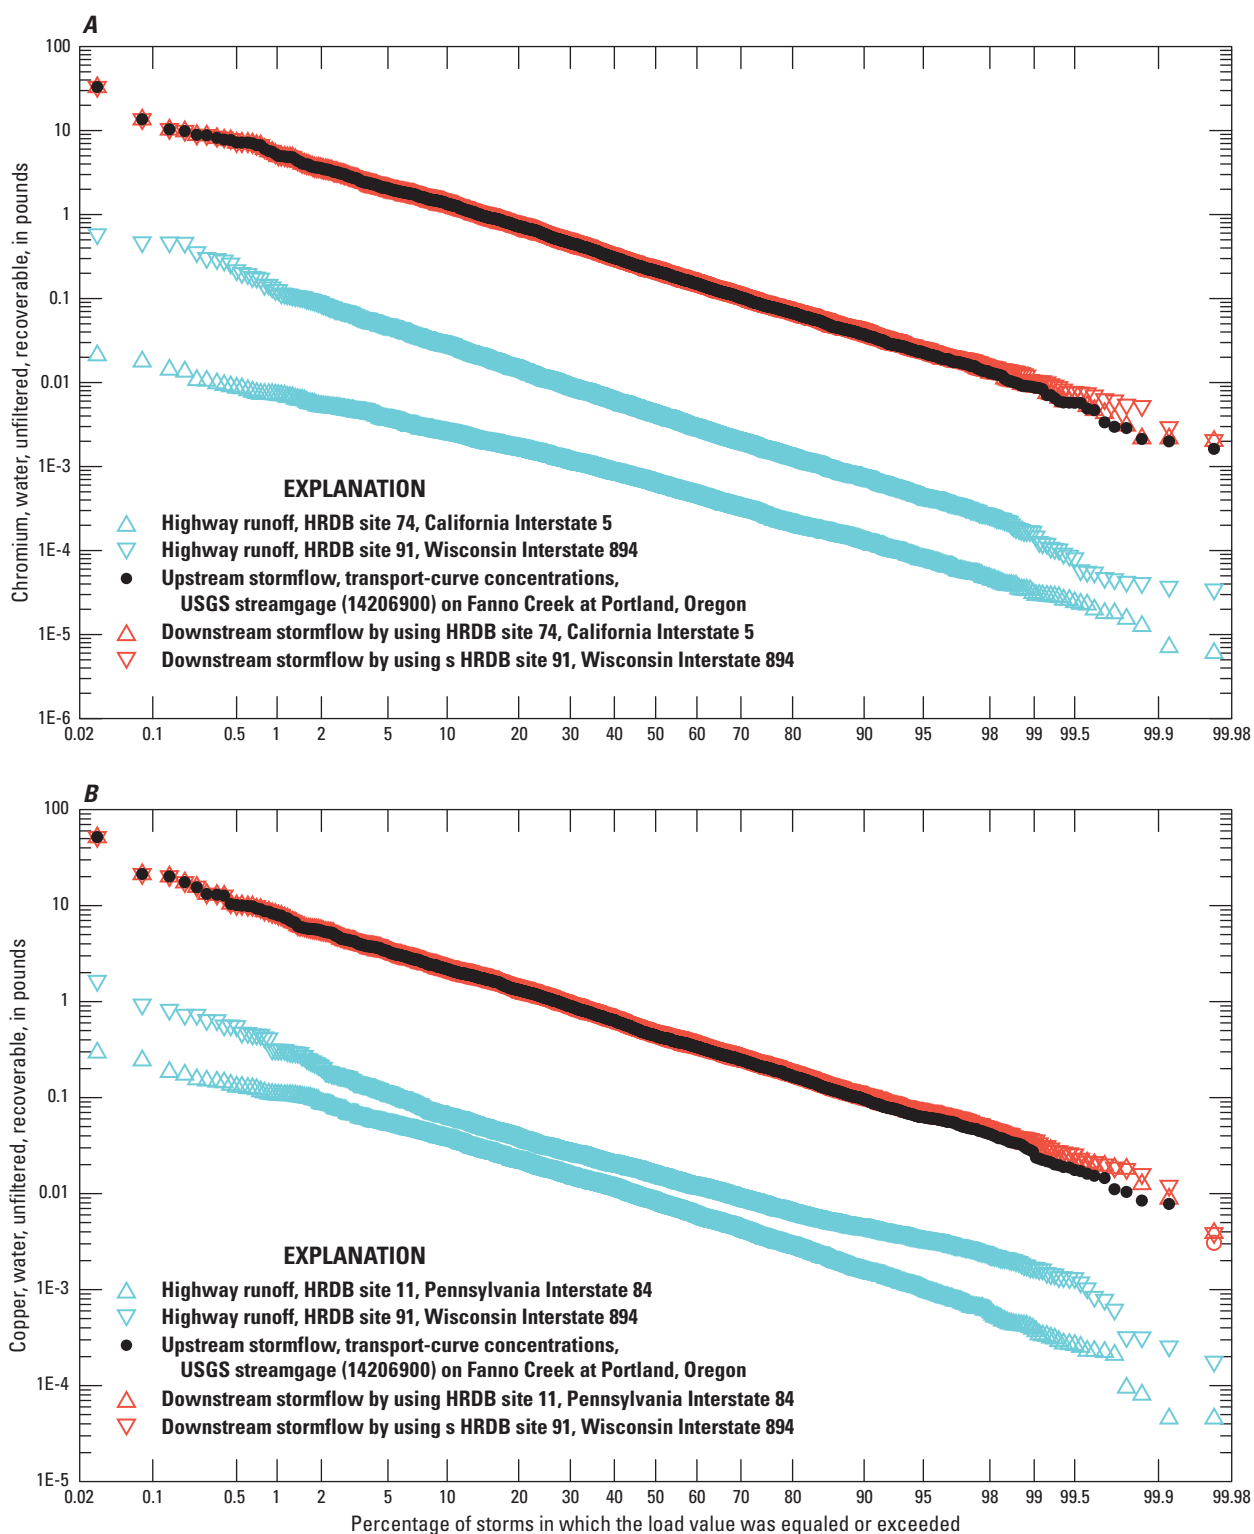 A
100
10
1
0.1
0.01
1E-3
1E-4
1E-5
1E-6
Chromium, water, unfiltered, recoverable, in pounds
EXPLANATION
Highway runoff, HRDB site 74, California Interstate 5
Highway runoff, HRDB site 91, Wisconsin Interstate 894
Upstream stormflow, transport-curve concentrations,
USGS streamgage (14206900) on Fanno Creek at Portland, Oregon
Downstream stormflow by using HRDB site 74, California Interstate 5
Downstream stormflow by using s HRDB site 91, Wisconsin Interstate 894
0.02 0.1 0.5 1 2 5 10 20 30 40 50 60 70 80 90 95 98 99 99.5 99.9 99.98
B
100
10
1
0.1
0.01
1E-3
1E-4
1E-5
Copper, water, unfiltered, recoverable, in pounds
EXPLANATION
Highway runoff, HRDB site 11, Pennsylvania Interstate 84
Highway runoff, HRDB site 91, Wisconsin Interstate 894
Upstream stormflow, transport-curve concentrations,
USGS streamgage (14206900) on Fanno Creek at Portland, Oregon
Downstream stormflow by using HRDB site 11, Pennsylvania Interstate 84
Downstream stormflow by using s HRDB site 91, Wisconsin Interstate 894
0.02 0.1 0.5 1 2 5 10 20 30 40 50 60 70 80 90 95 98 99 99.5 99.9 99.98
Percentage of storms in which the load value was equaled or exceeded